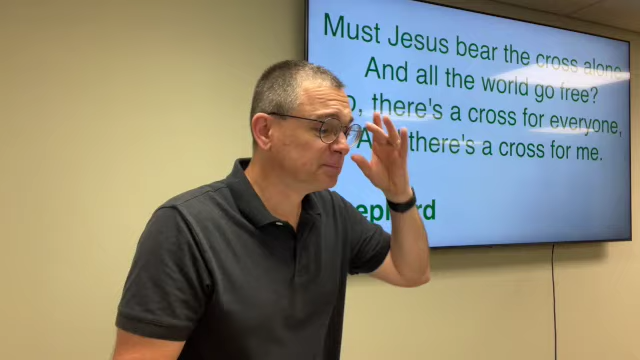 Must Jesus bear the cross alone
And all the world go free?
there's a cross for everyone,
there's a cross for me.